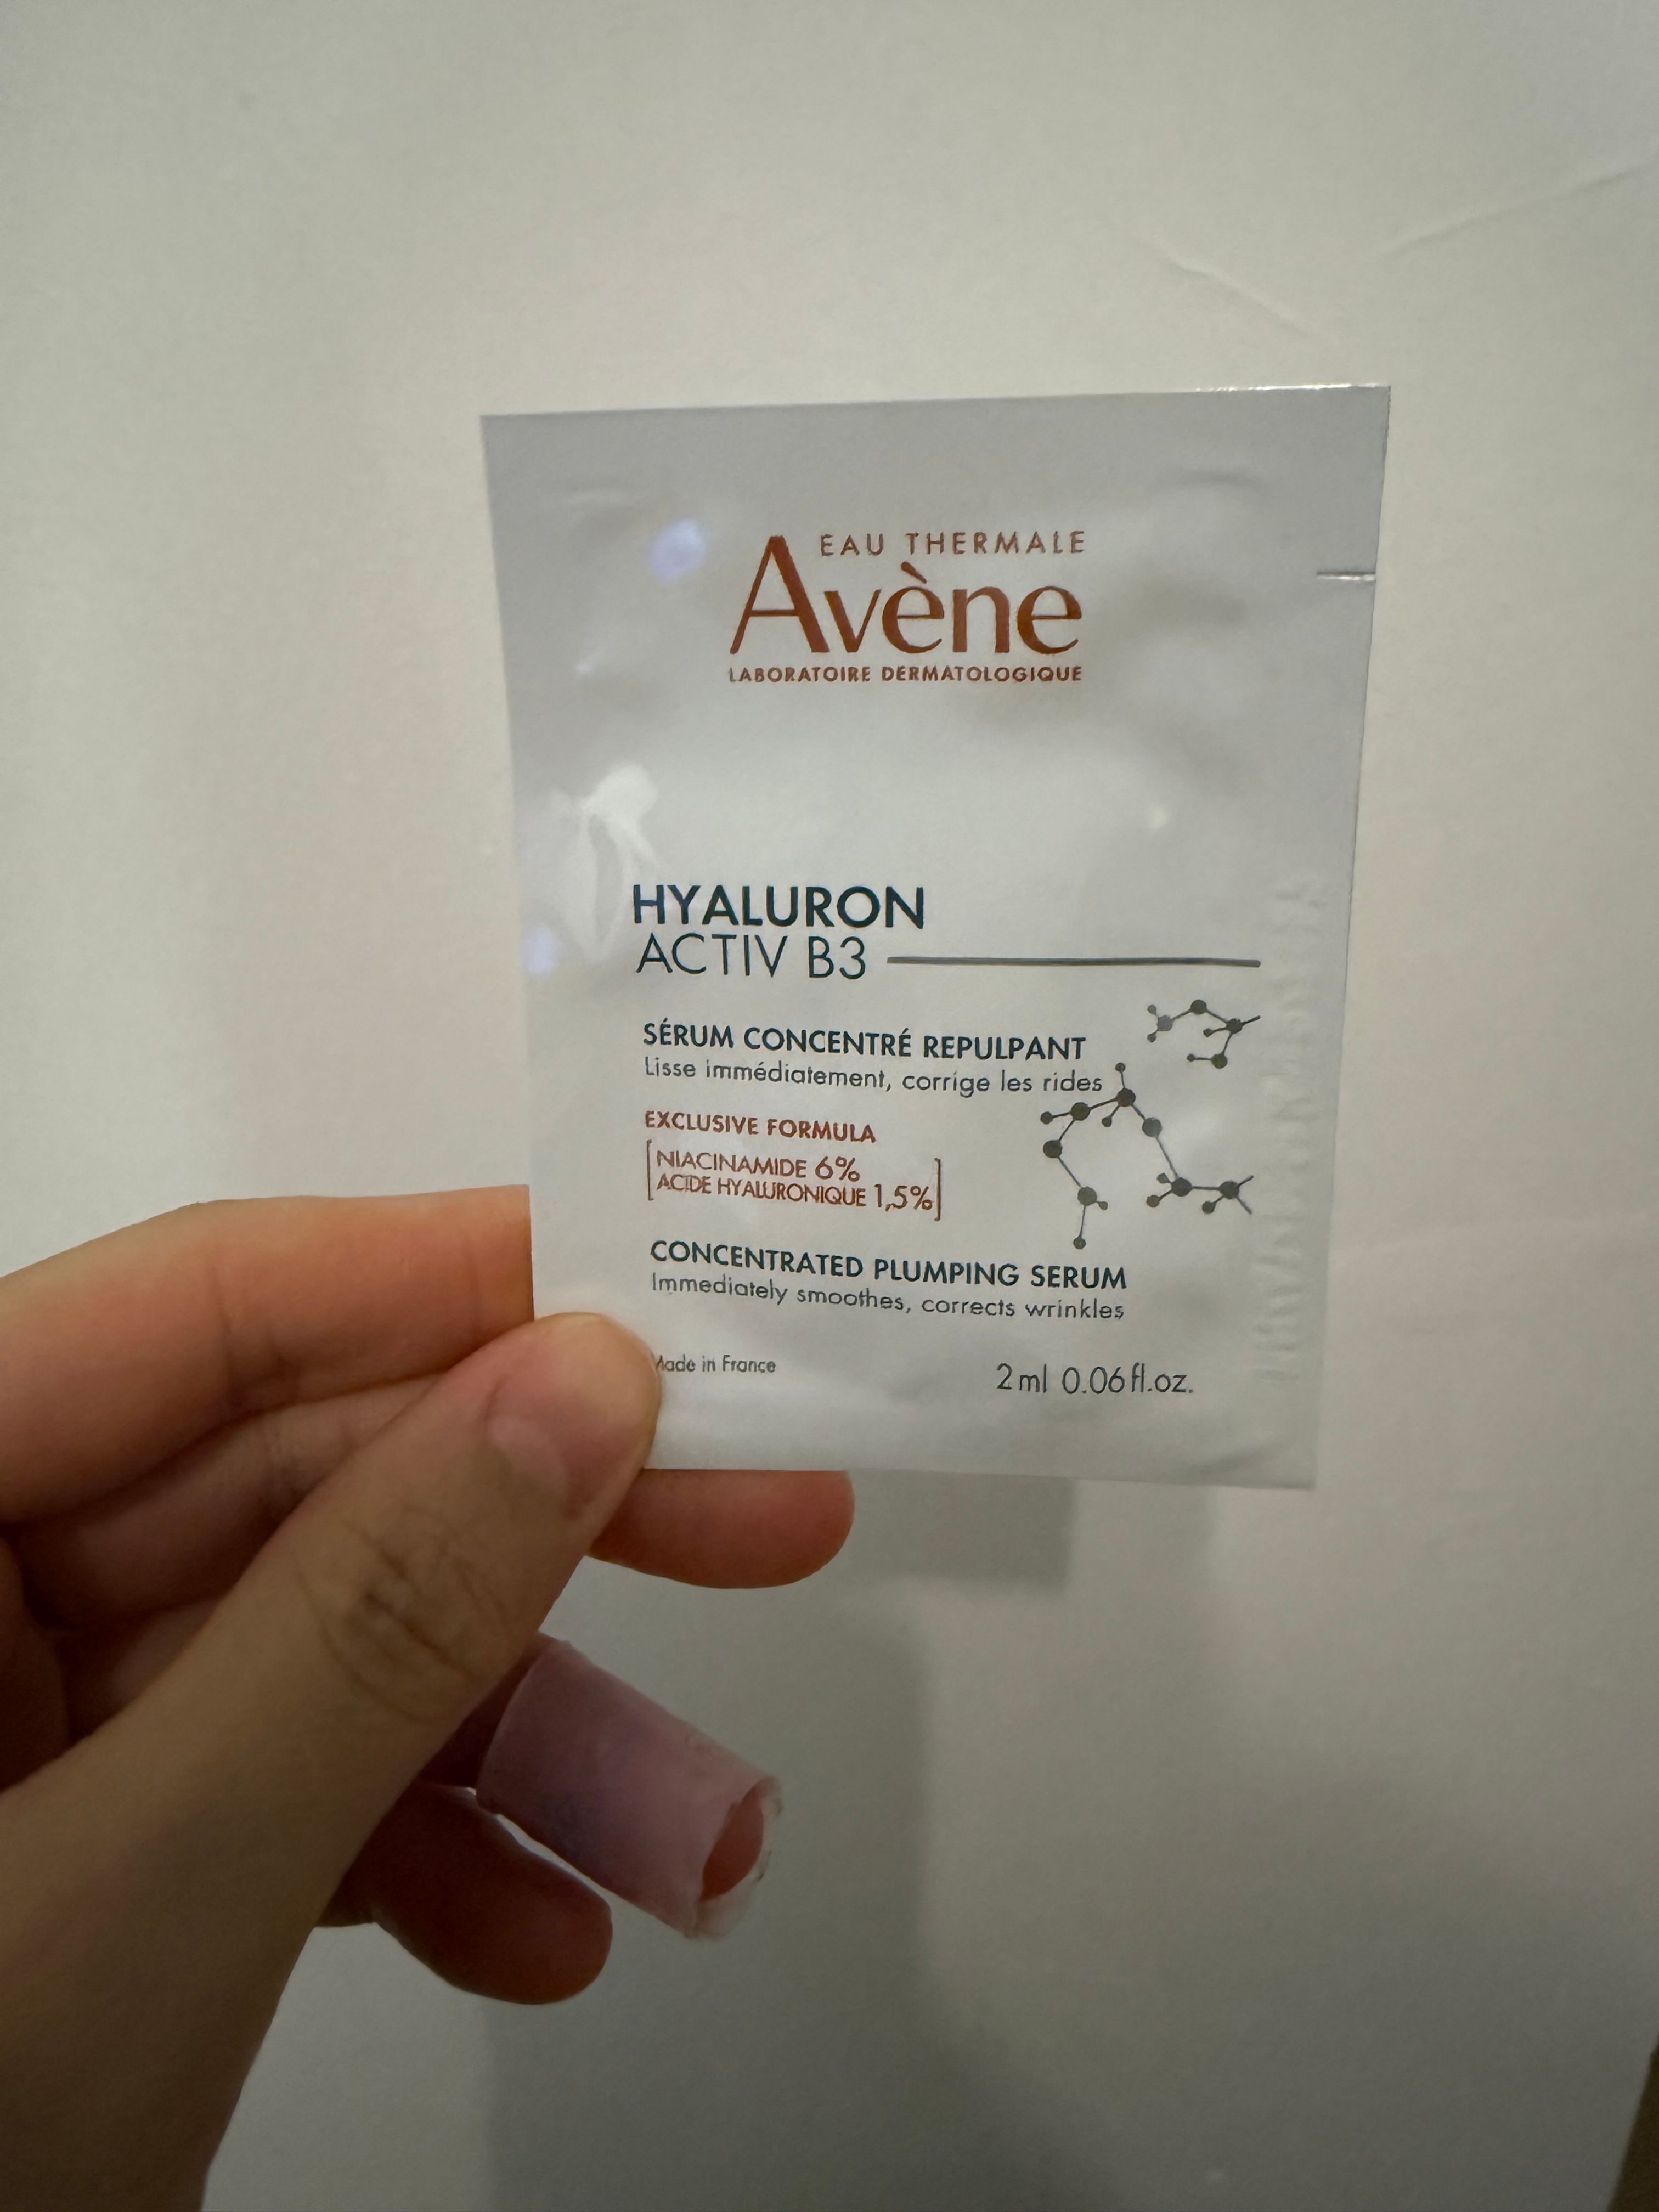 EAU THERMALE
Avène
LABORATOIRE DERMATOLOGIQUE
HYALURON
ACTIV B3
SÉRUM CONCENTRÉ REPULPANT
Lisse immédiatement, corrige les rides
EXCLUSIVE FORMULA
NIACINAMIDE 6%
ACIDE HYALURONIQUE 1,5%
CONCENTRATED PLUMPING SERUM
Immediately smoothes, corrects wrinkles
Made in France
2 ml 0.06 fl.oz.